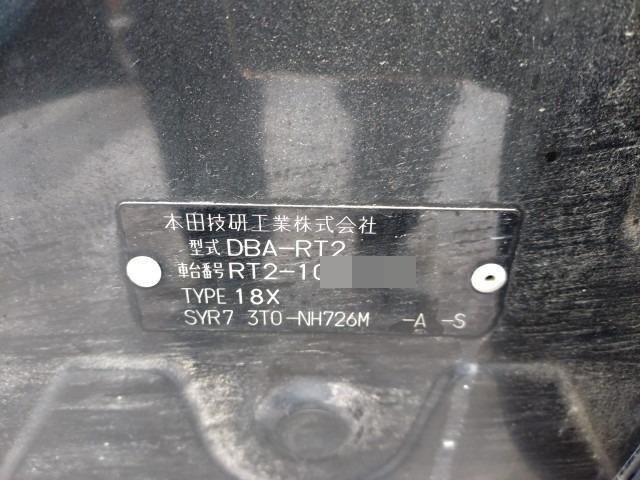 本田技研工業株式会社
型式 DBA-RT2
車台番号 RT2-10
TYPE 18X
SYR7 3T0-NH726M -A -S